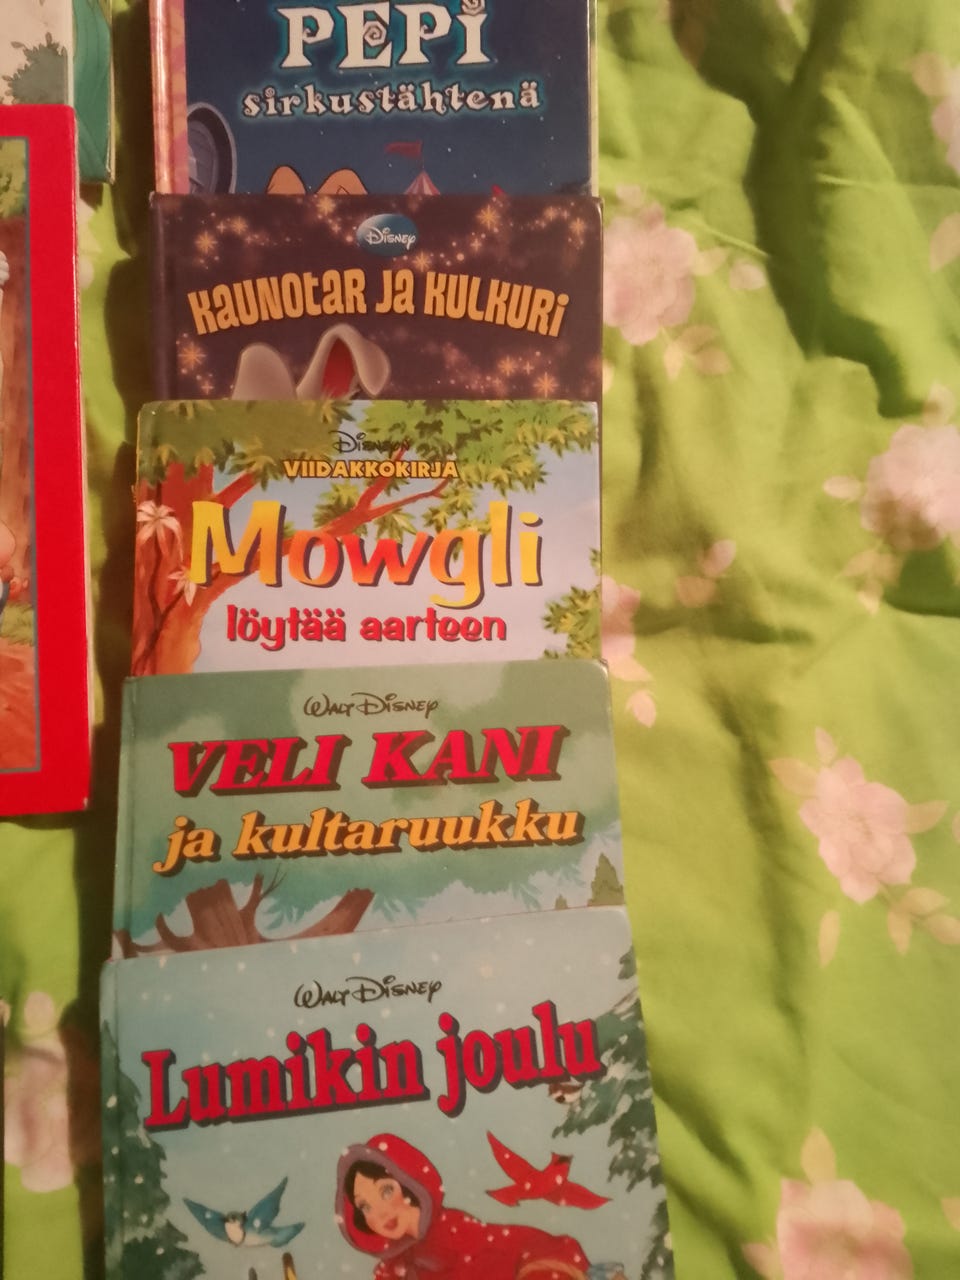 PEPI
sirkustähtenä
Disney
KAUNOTAR JA KULKURI
Disneyn
VIIDAKKOKIRJA
Mowgli
löytää aarteen
Walt Disney
VELI KANI
ja kultaruukku
Walt Disney
Lumikin joulu